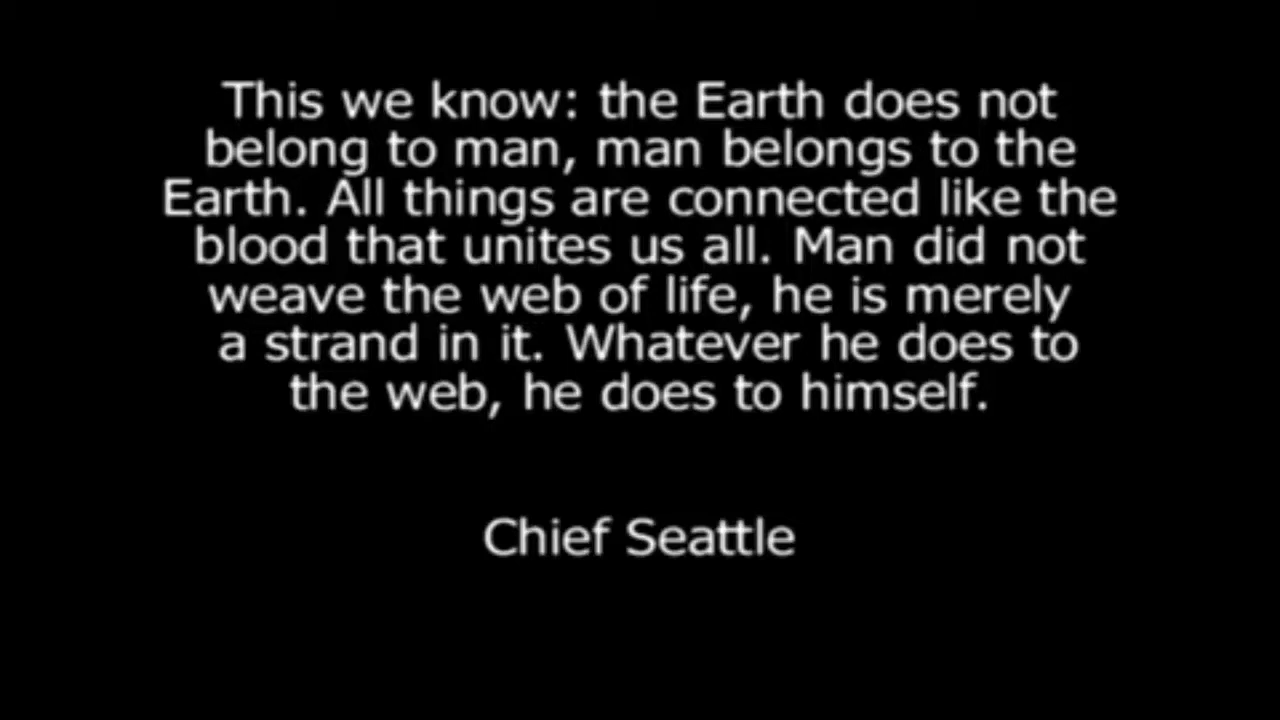 This we know: the Earth does not
belong to man, man belongs to the
Earth. All things are connected like the
blood that unites us all. Man did not
weave the web of life, he is merely
a strand in it. Whatever he does to
the web, he does to himself.
Chief Seattle